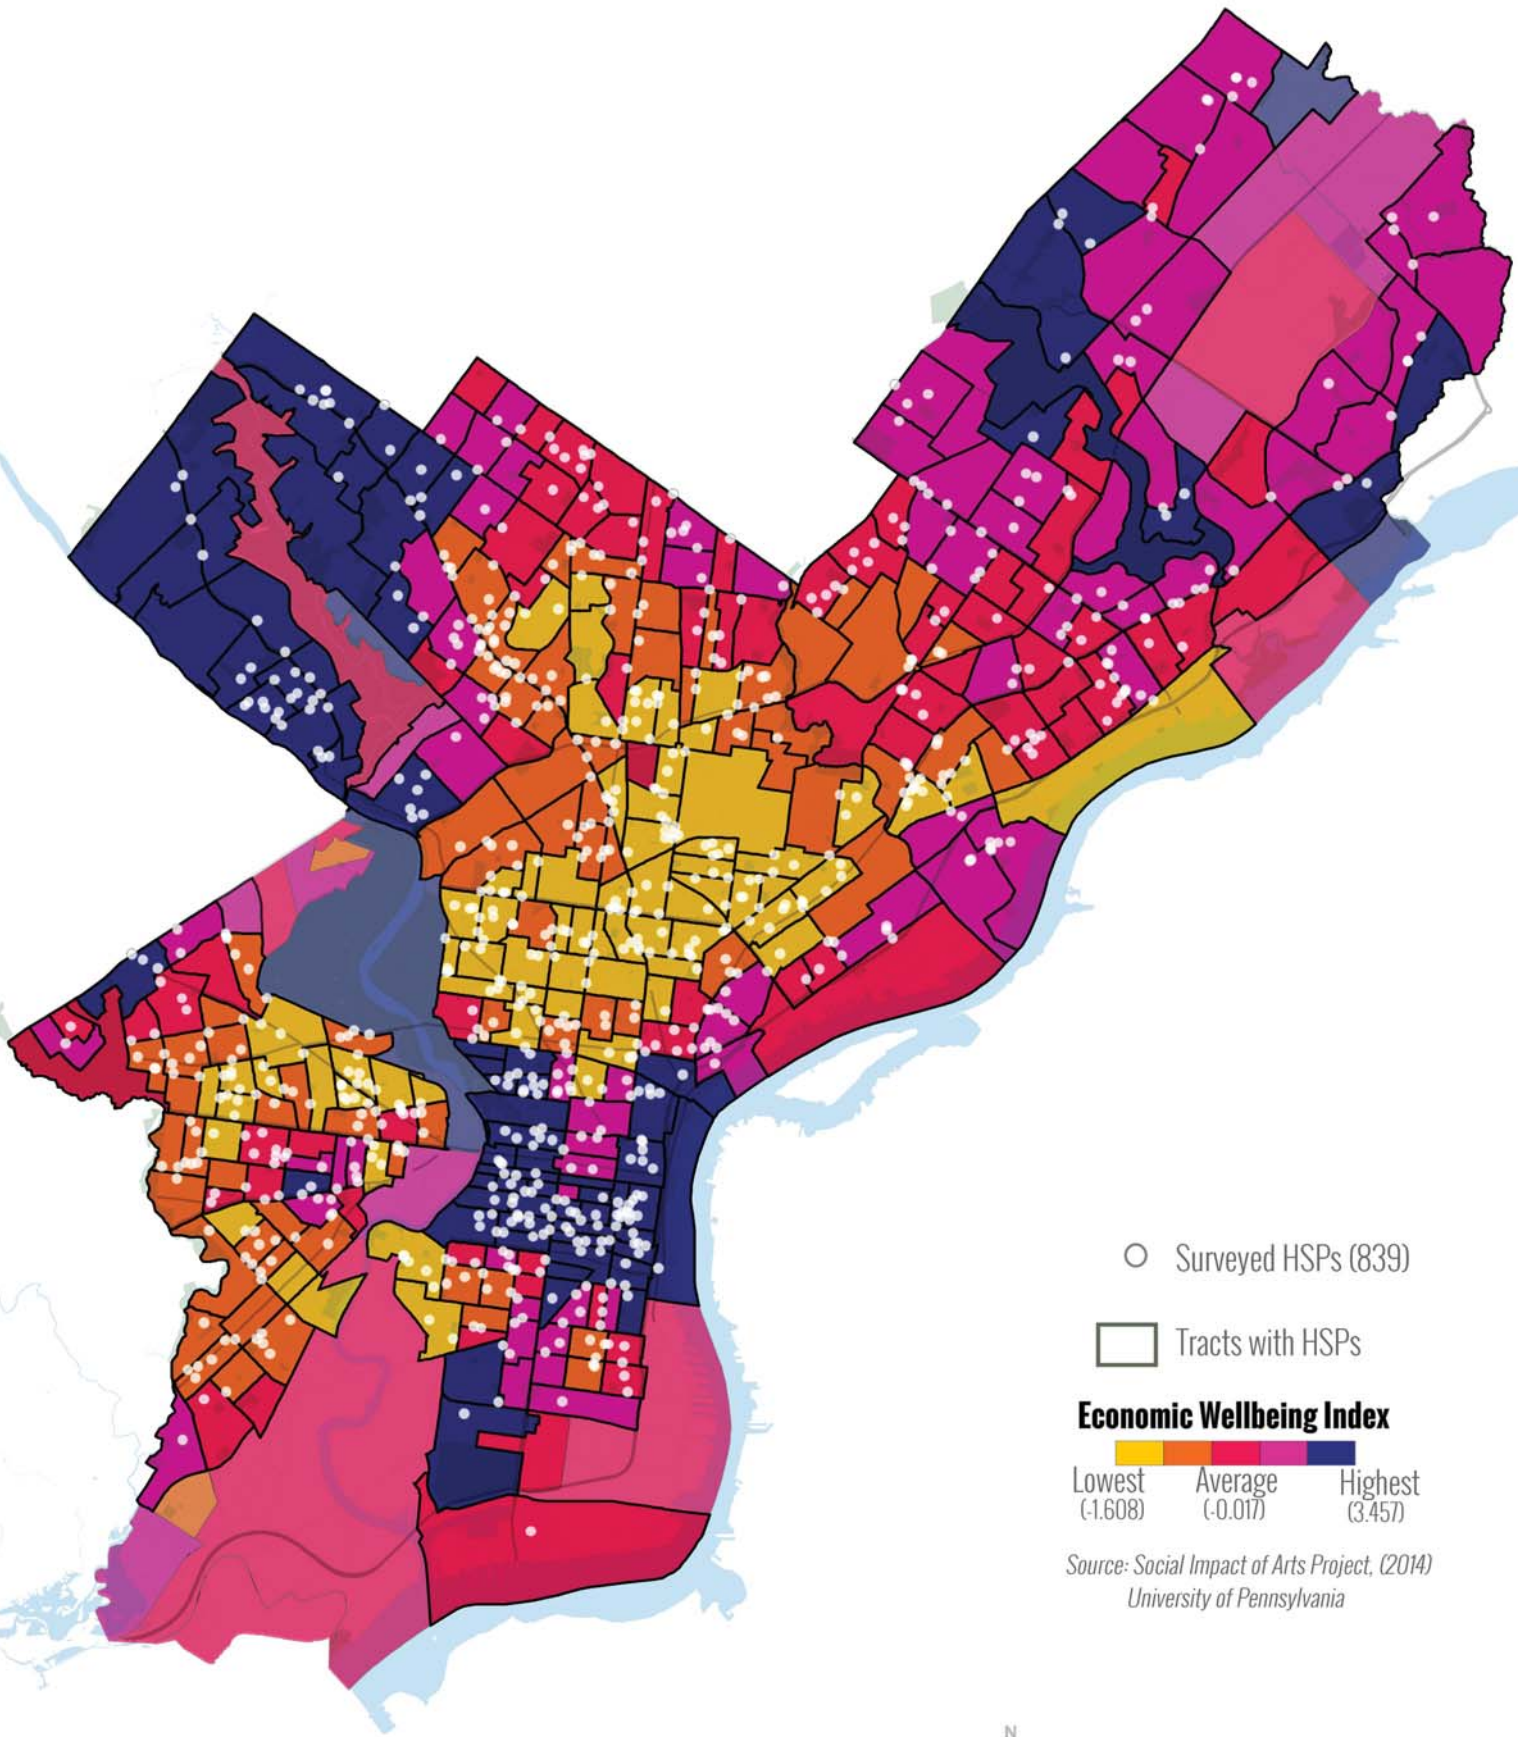 Surveyed HSPs (839)
Tracts with HSPs
Economic Wellbeing Index
Lowest Average Highest
(-1.608) (-0.017) (3.457)
Source: Social Impact of Arts Project, (2014)
University of Pennsylvania
N